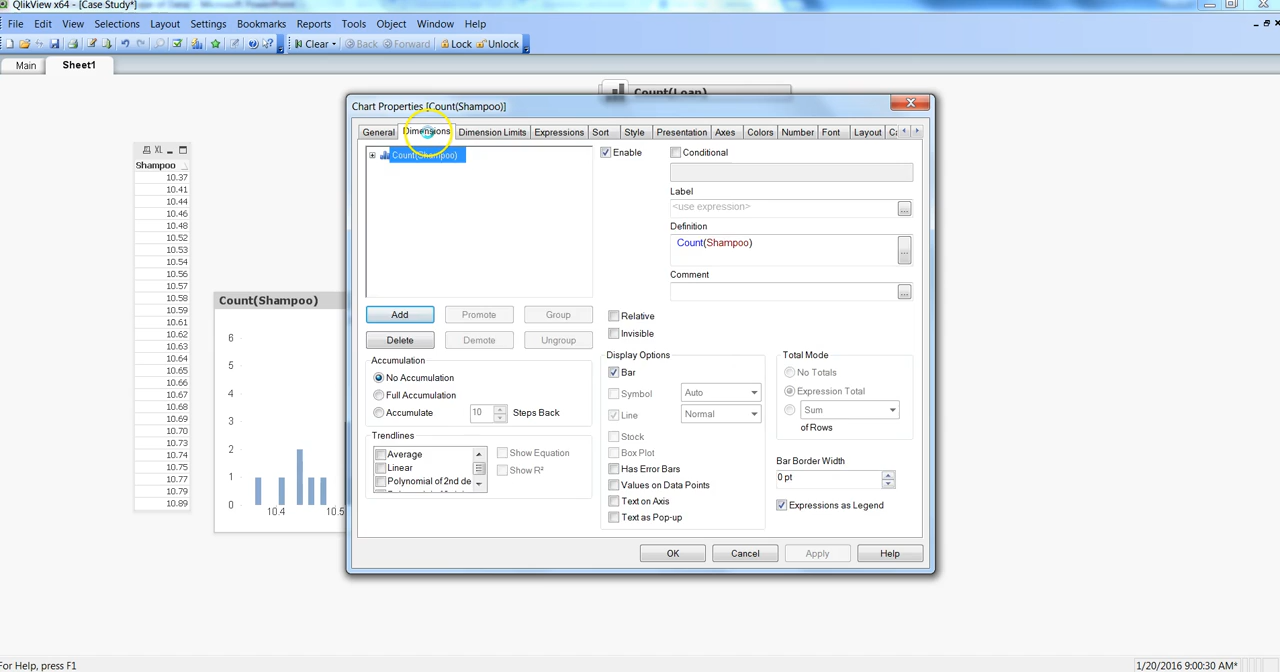 QlikView x64 - [Case Study*]
File Edit View Selections Layout Settings Bookmarks Reports Tools Object Window Help
Clear Back Forward Lock Unlock
Main Sheet1
Count(Loan)
Chart Properties [Count(Shampoo)]
General Dimensions Dimension Limits Expressions Sort Style Presentation Axes Colors Number Font Layout Ca
Count(Shampoo)
Enable
Conditional
Label
<use expression>
Definition
Count(Shampoo)
Comment
Add Promote Group
Delete Demote Ungroup
Relative
Invisible
Accumulation
No Accumulation
Full Accumulation
Accumulate 10 Steps Back
Trendlines
Average
Linear
Polynomial of 2nd de
Show Equation
Show R²
Display Options
Bar
Symbol Auto
Line Normal
Stock
Box Plot
Has Error Bars
Values on Data Points
Text on Axis
Text as Pop-up
Total Mode
No Totals
Expression Total
Sum
of Rows
Bar Border Width
0 pt
Expressions as Legend
OK Cancel Apply Help
XL
Shampoo
10.37
10.41
10.44
10.46
10.48
10.52
10.53
10.54
10.56
10.57
10.58
10.59
10.61
10.62
10.63
10.64
10.65
10.66
10.67
10.68
10.69
10.70
10.73
10.74
10.75
10.77
10.79
10.89
Count(Shampoo)
6
5
4
3
2
1
0
10.4 10.5
For Help, press F1
1/20/2016 9:00:30 AM*